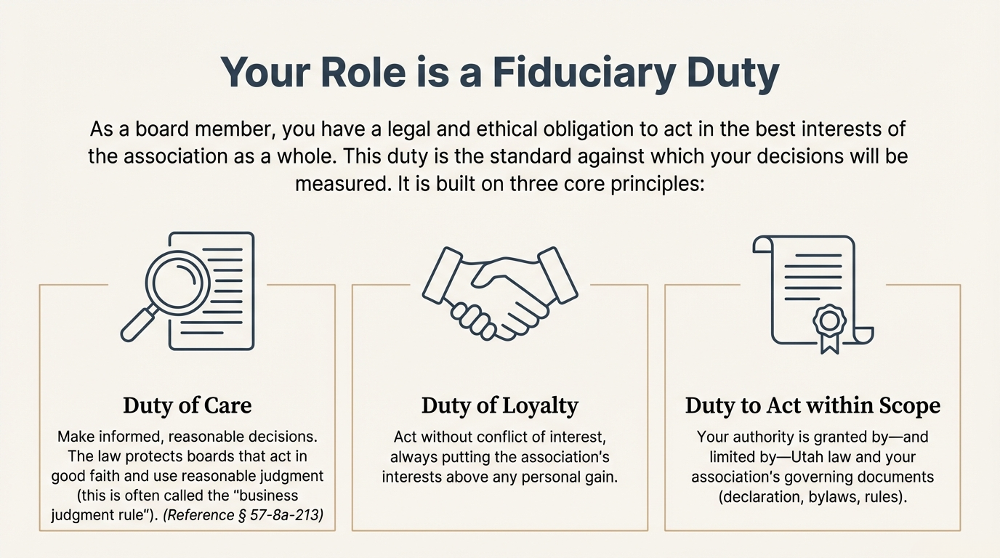 Your Role is a Fiduciary Duty
As a board member, you have a legal and ethical obligation to act in the best interests of
the association as a whole. This duty is the standard against which your decisions will be
measured. It is built on three core principles:
Duty of Care
Make informed, reasonable decisions.
The law protects boards that act in
good faith and use reasonable judgment
(this is often called the “business
judgment rule”). (Reference § 57-8a-213)
Duty of Loyalty
Act without conflict of interest,
always putting the association’s
interests above any personal gain.
Duty to Act within Scope
Your authority is granted by—and
limited by—Utah law and your
association’s governing documents
(declaration, bylaws, rules).